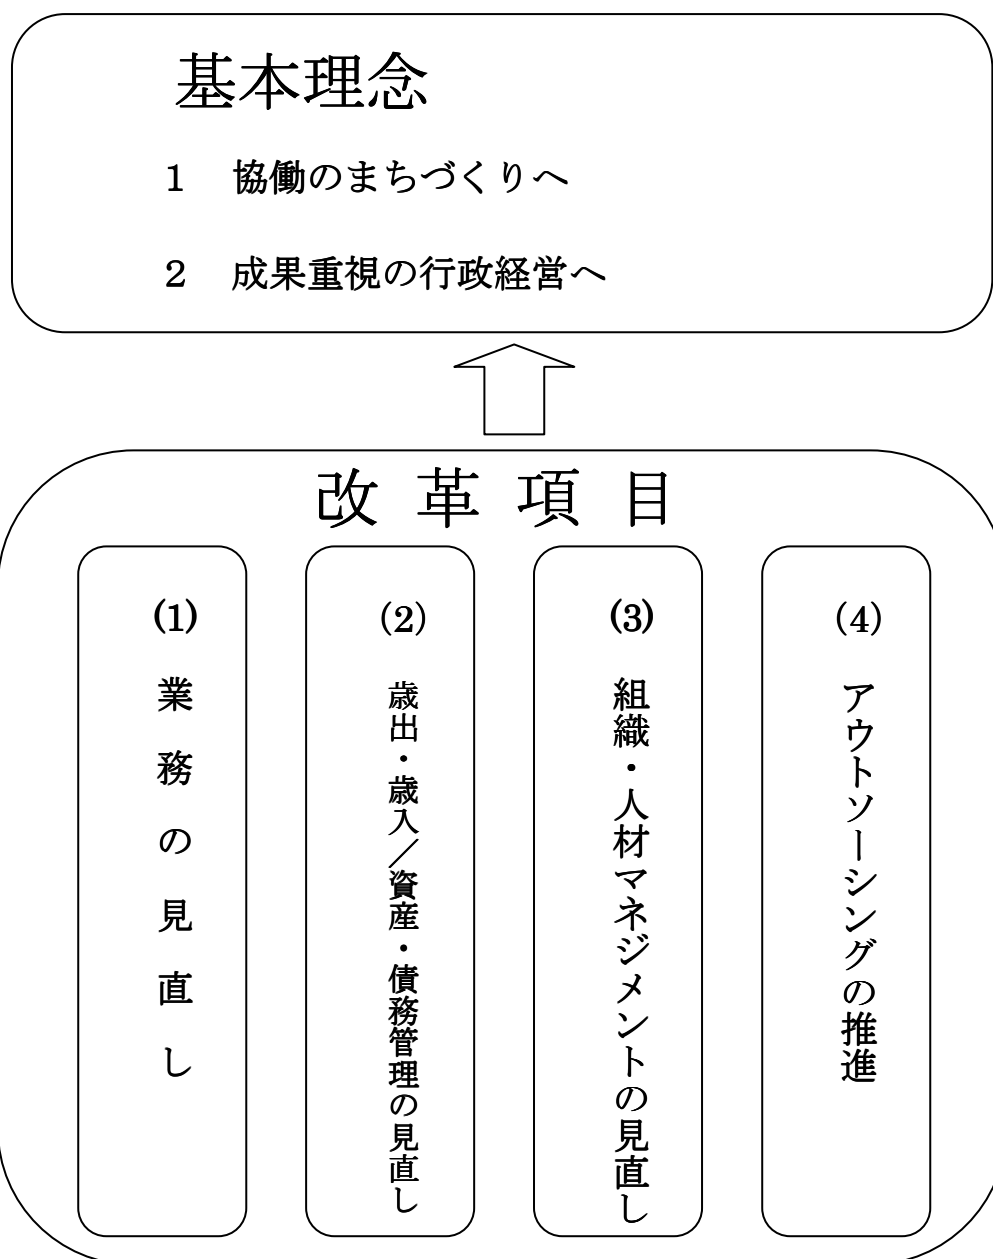 基本理念
1 協働のまちづくりへ
2 成果重視の行政経営へ
改革項目
(1)
業務の見直し
(2)
歳出・歳入／資産・債務管理の見直し
(3)
組織・人材マネジメントの見直し
(4)
アウトソーシングの推進